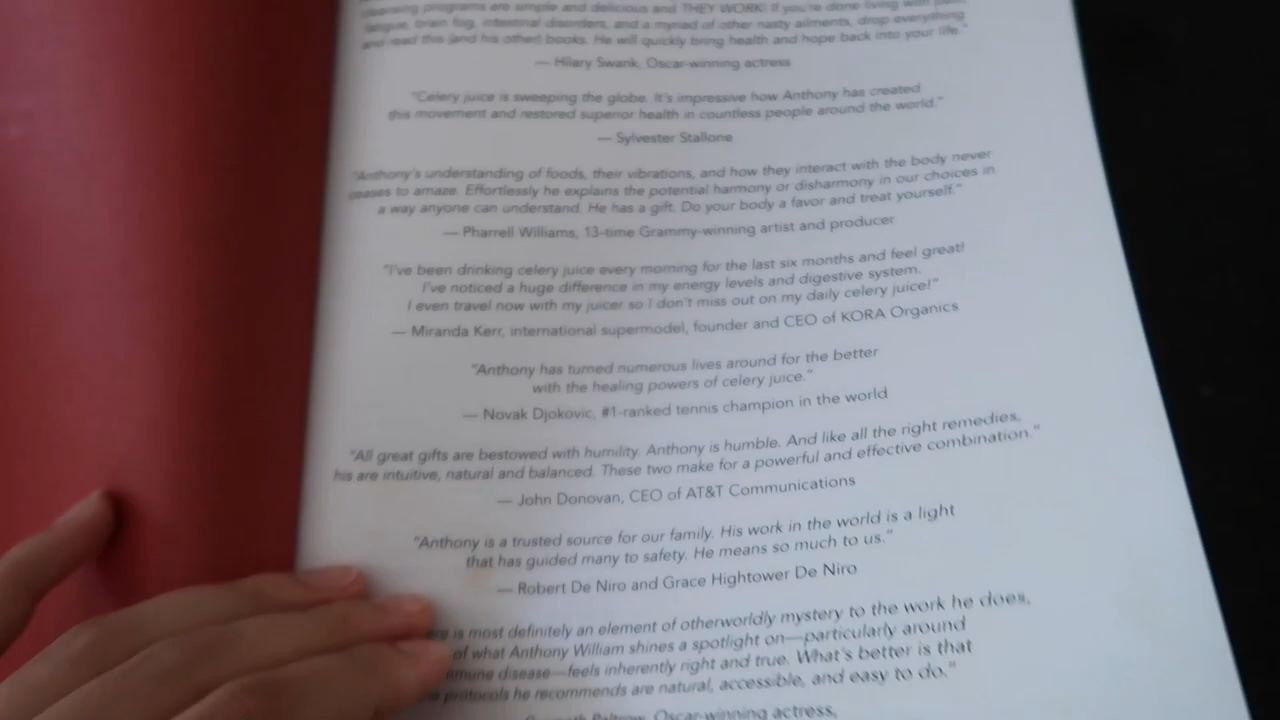 cleansing programs are simple and delicious and THEY WORK! If you're done living with pain,
fatigue, brain fog, intestinal disorders, and a myriad of other nasty ailments, drop everything
and read this (and his other) books. He will quickly bring health and hope back into your life."
— Hilary Swank, Oscar-winning actress
"Celery juice is sweeping the globe. It's impressive how Anthony has created
this movement and restored superior health in countless people around the world."
— Sylvester Stallone
"Anthony's understanding of foods, their vibrations, and how they interact with the body never
ceases to amaze. Effortlessly he explains the potential harmony or disharmony in our choices in
a way anyone can understand. He has a gift. Do your body a favor and treat yourself."
— Pharrell Williams, 13-time Grammy-winning artist and producer
"I've been drinking celery juice every morning for the last six months and feel great!
I've noticed a huge difference in my energy levels and digestive system.
I even travel now with my juicer so I don't miss out on my daily celery juice!"
— Miranda Kerr, international supermodel, founder and CEO of KORA Organics
"Anthony has turned numerous lives around for the better
with the healing powers of celery juice."
— Novak Djokovic, #1-ranked tennis champion in the world
"All great gifts are bestowed with humility. Anthony is humble. And like all the right remedies,
his are intuitive, natural and balanced. These two make for a powerful and effective combination."
— John Donovan, CEO of AT&T Communications
"Anthony is a trusted source for our family. His work in the world is a light
that has guided many to safety. He means so much to us."
— Robert De Niro and Grace Hightower De Niro
is most definitely an element of otherworldly mystery to the work he does,
of what Anthony William shines a spotlight on—particularly around
disease—feels inherently right and true. What's better is that
protocols he recommends are natural, accessible, and easy to do."
Paltrow, Oscar-winning actress,